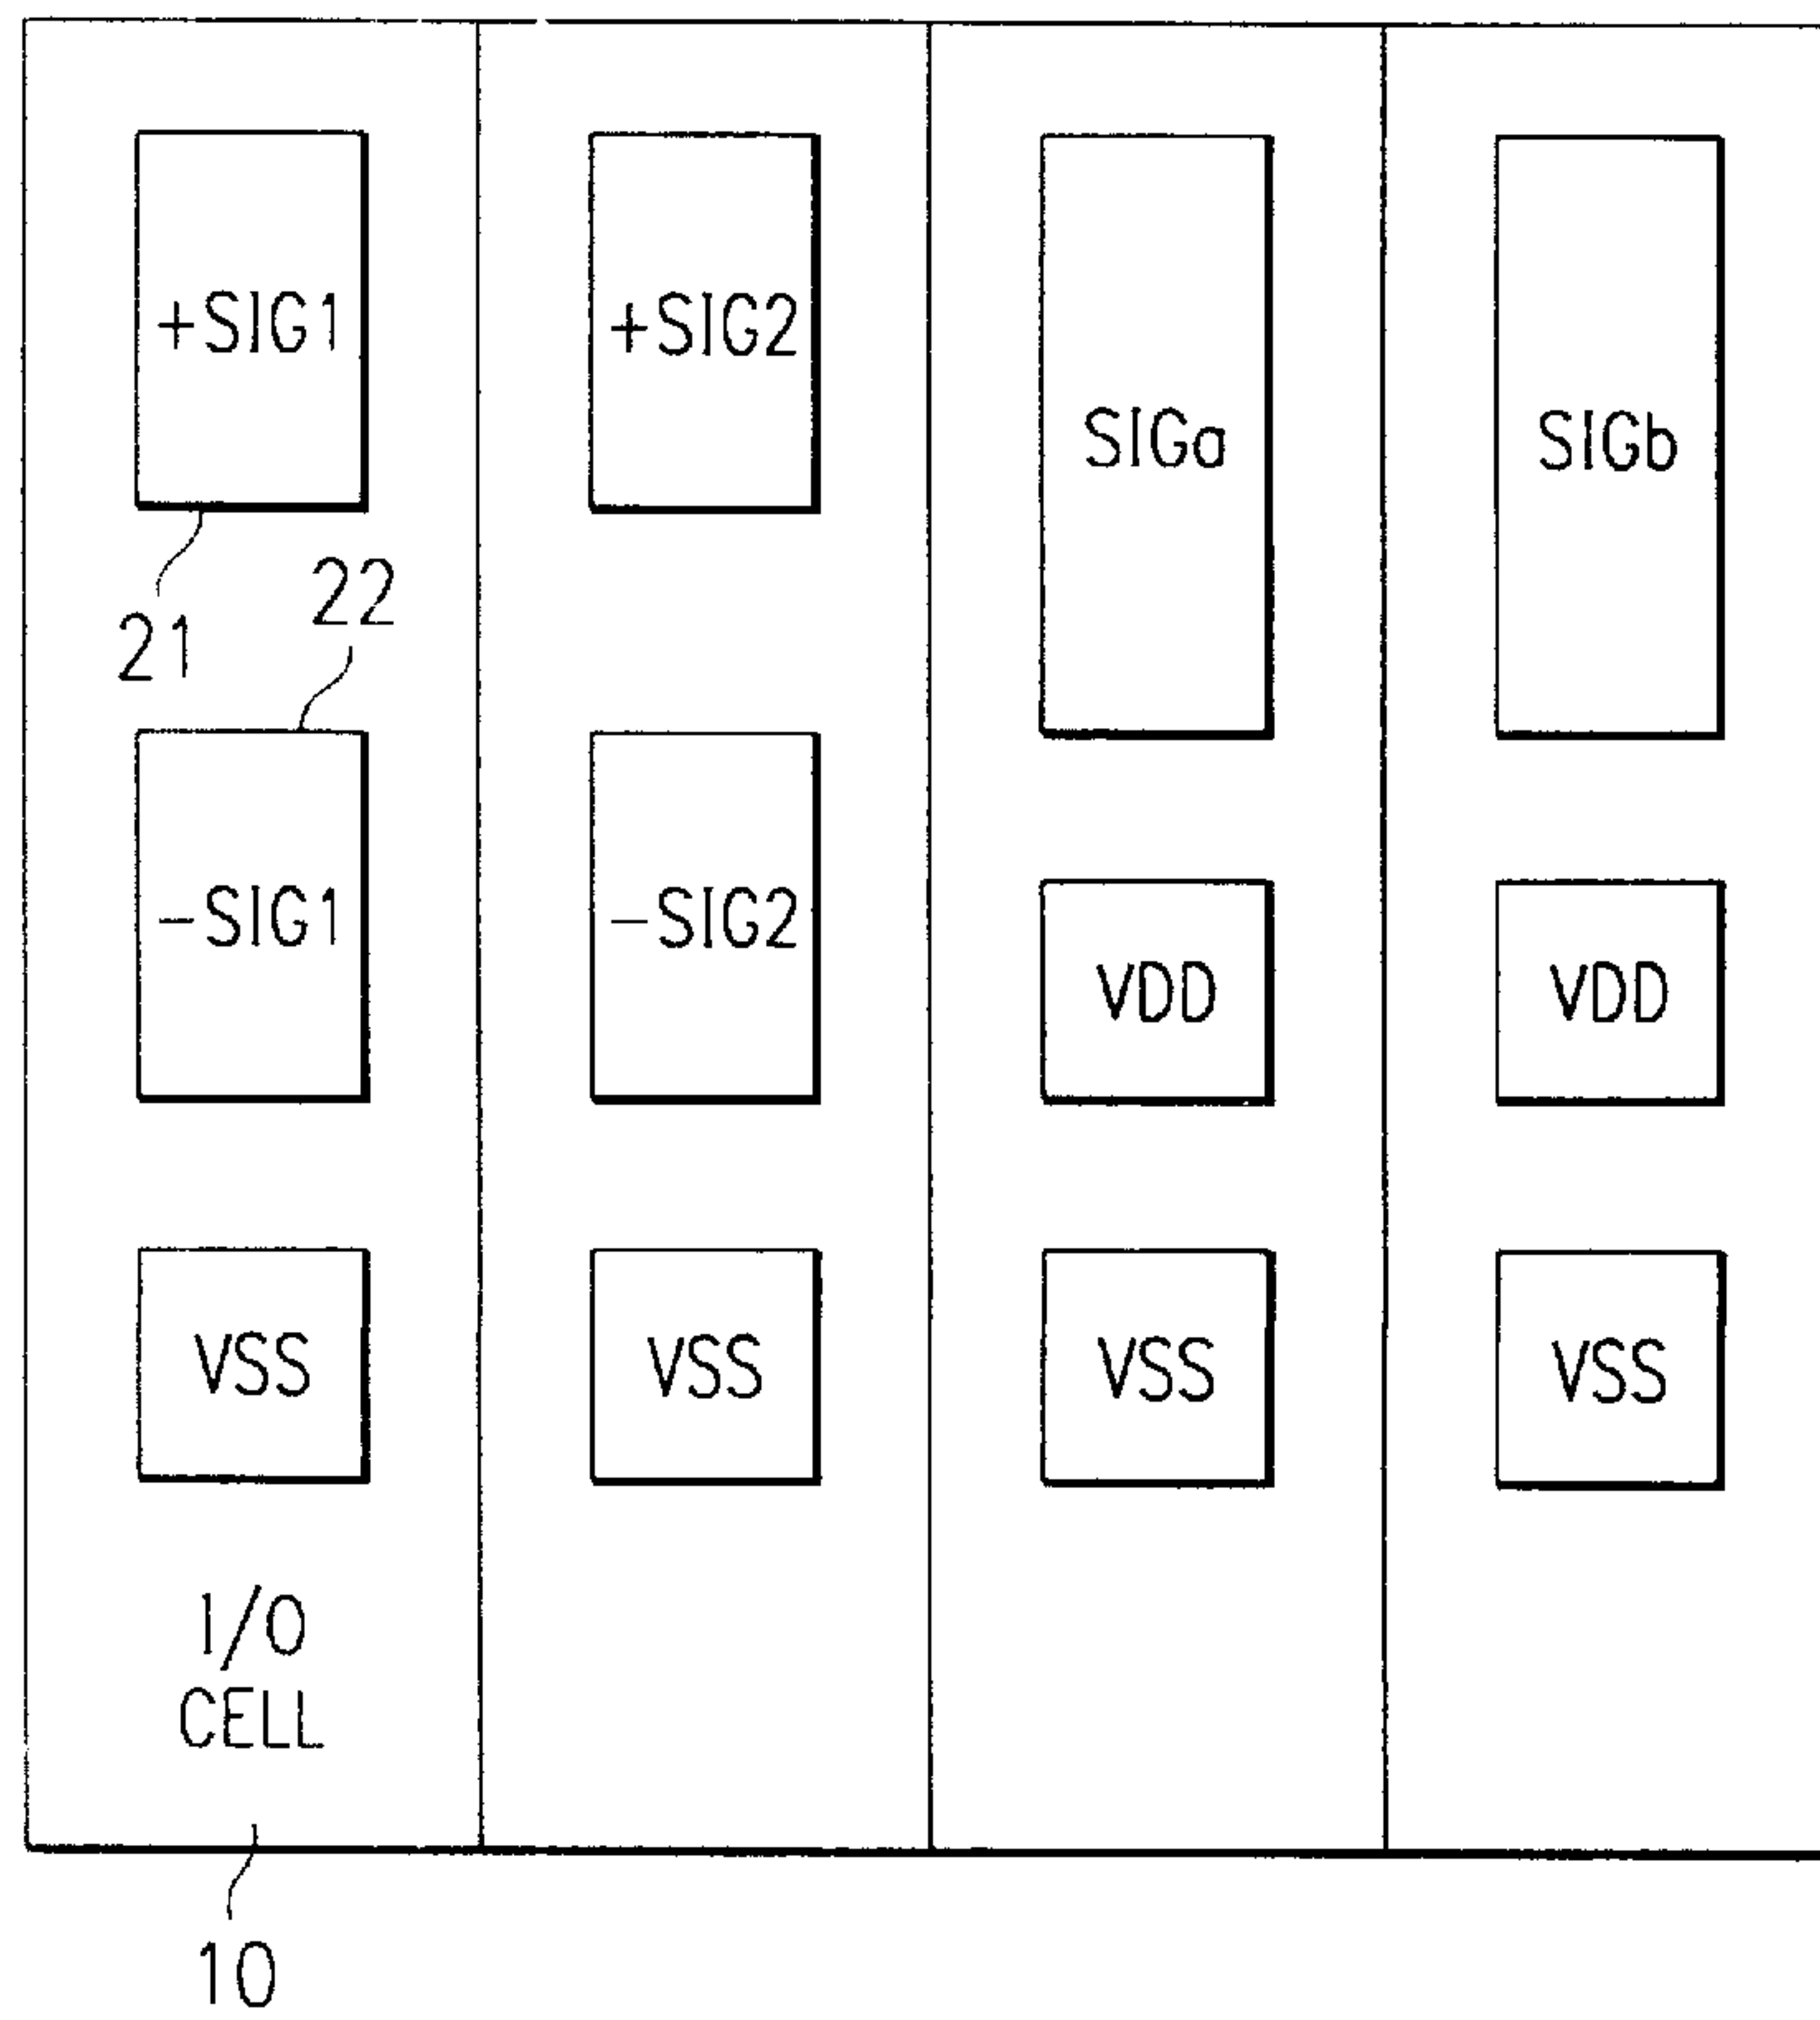 +SIG1
+SIG2
SIGa
SIGb
21
22
-SIG1
-SIG2
VDD
VDD
VSS
VSS
VSS
VSS
I/O
CELL
10